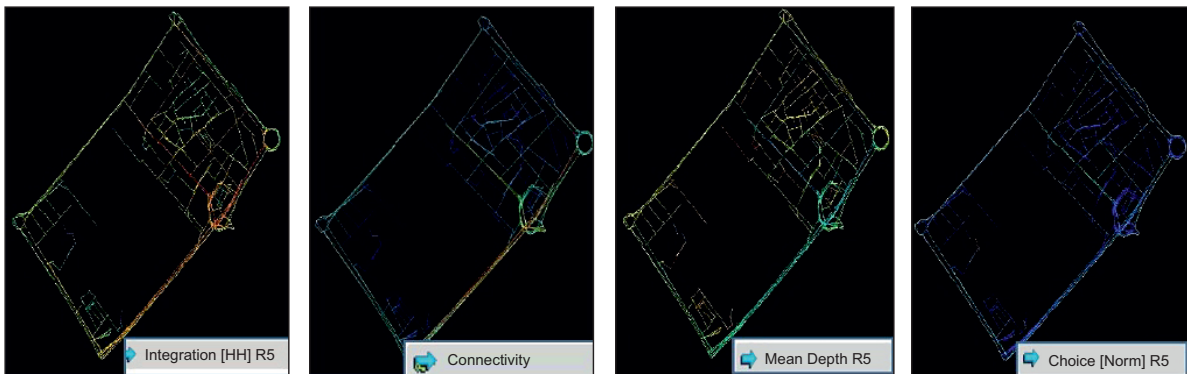 Integration [HH] R5
Connectivity
Mean Depth R5
Choice [Norm] R5